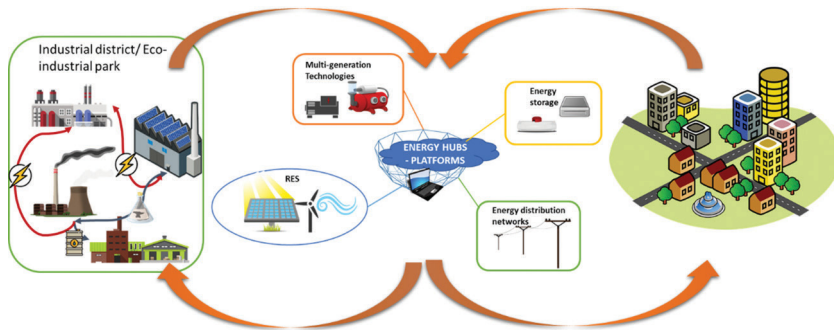 Industrial district/ Eco-
industrial park
Multi-generation
Technologies
Energy
storage
ENERGY HUBS
- PLATFORMS
RES
Energy distribution
networks